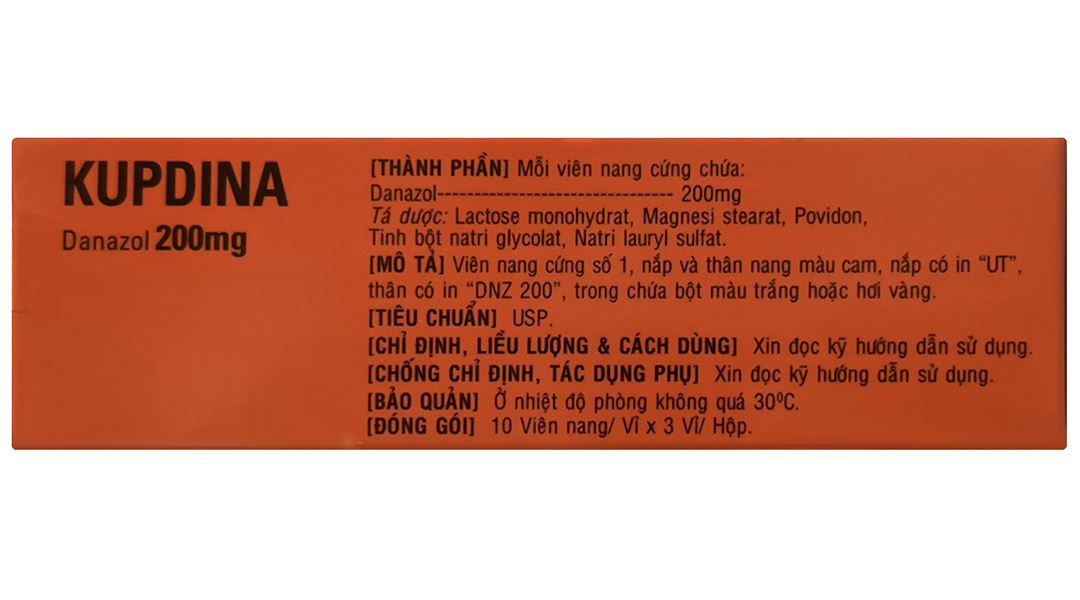 KUPDINA
Danazol 200mg
[THÀNH PHẦN] Mỗi viên nang cứng chứa:
Danazol-------------------------------- 200mg
Tá dược: Lactose monohydrat, Magnesi stearat, Povidon,
Tinh bột natri glycolat, Natri lauryl sulfat.
[MÔ TẢ] Viên nang cứng số 1, nắp và thân nang màu cam, nắp có in “UT”,
thân có in “DNZ 200”, trong chứa bột màu trắng hoặc hơi vàng.
[TIÊU CHUẨN] USP.
[CHỈ ĐỊNH, LIỀU LƯỢNG & CÁCH DÙNG] Xin đọc kỹ hướng dẫn sử dụng.
[CHỐNG CHỈ ĐỊNH, TÁC DỤNG PHỤ] Xin đọc kỹ hướng dẫn sử dụng.
[BẢO QUẢN] Ở nhiệt độ phòng không quá 30⁰C.
[ĐÓNG GÓI] 10 Viên nang/ Vỉ x 3 Vỉ/ Hộp.